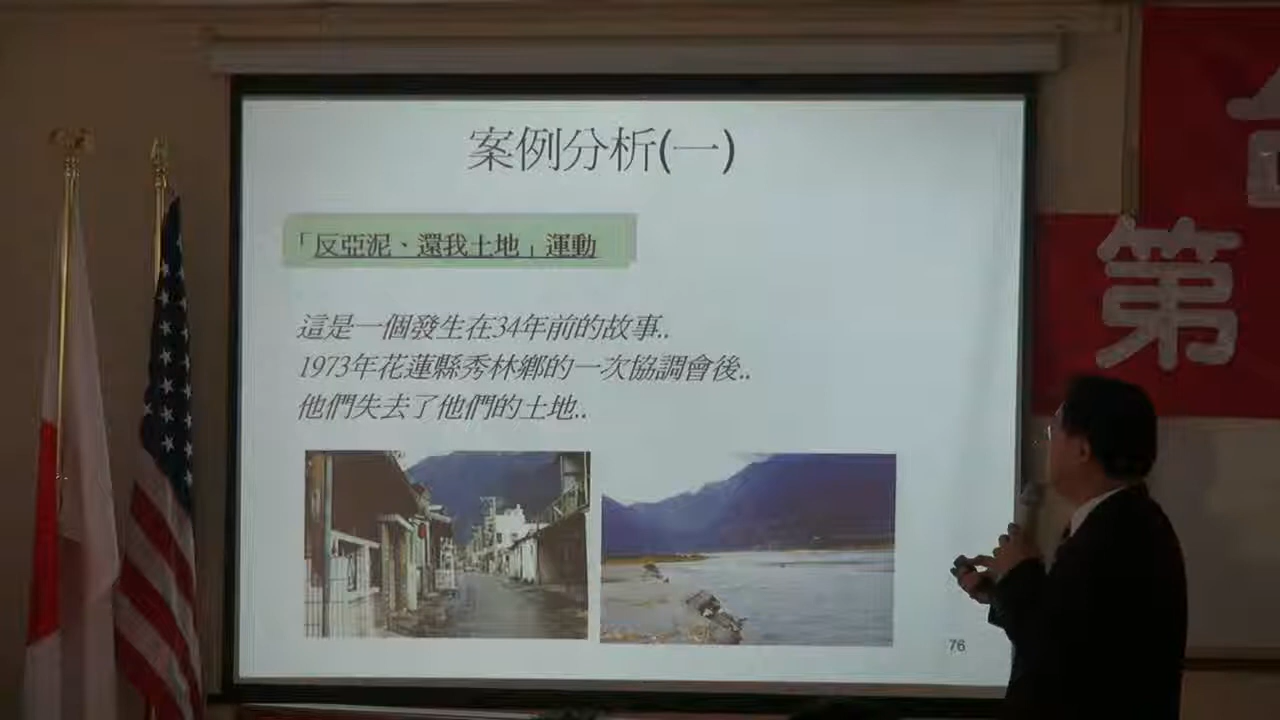 案例分析(一)
「反亞泥、還我土地」運動
這是一個發生在34年前的故事..
1973年花蓮縣秀林鄉的一次協調會後..
他們失去了他們的土地..
76
第